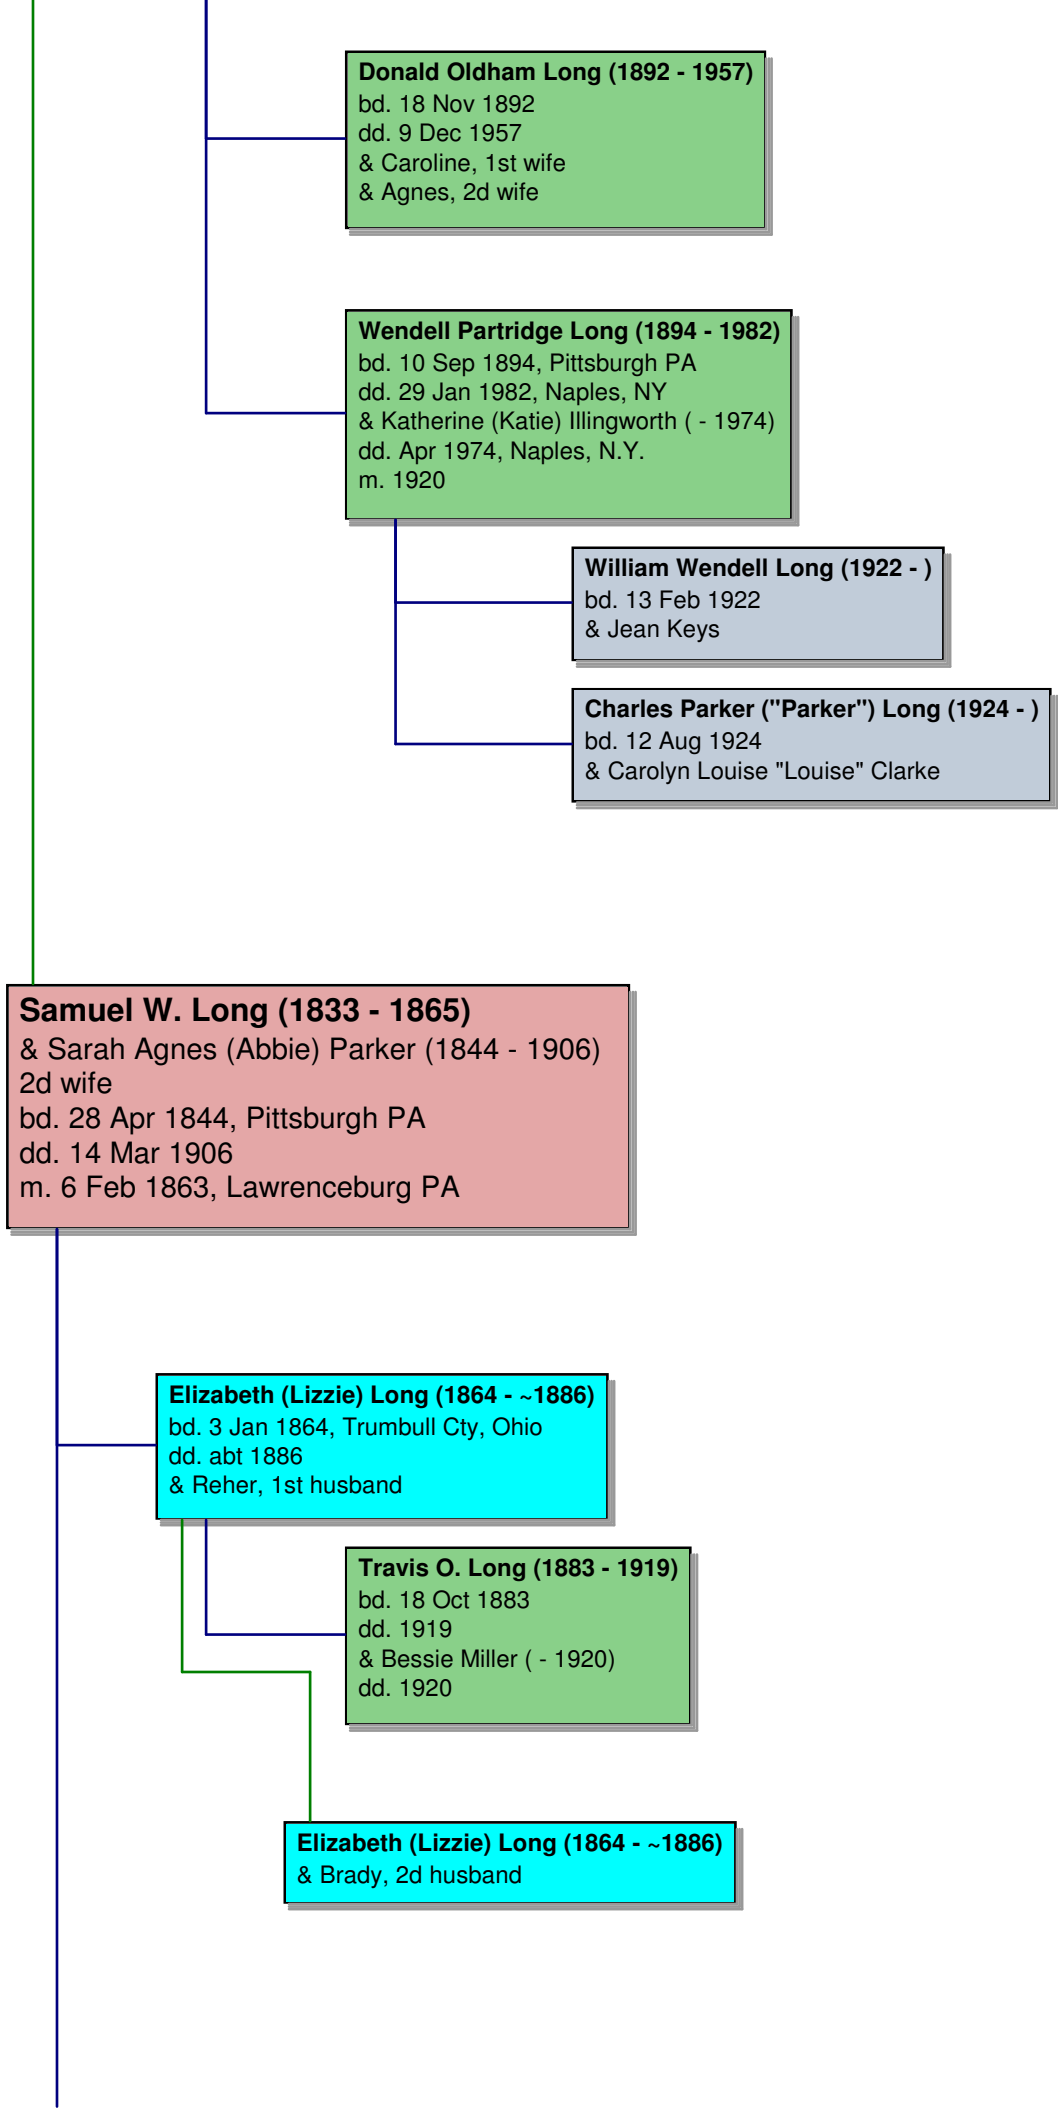 Donald Oldham Long (1892 - 1957)
bd. 18 Nov 1892
dd. 9 Dec 1957
& Caroline, 1st wife
& Agnes, 2d wife
Wendell Partridge Long (1894 - 1982)
bd. 10 Sep 1894, Pittsburgh PA
dd. 29 Jan 1982, Naples, NY
& Katherine (Katie) Illingworth ( - 1974)
dd. Apr 1974, Naples, N.Y.
m. 1920
William Wendell Long (1922 - )
bd. 13 Feb 1922
& Jean Keys
Charles Parker ("Parker") Long (1924 - )
bd. 12 Aug 1924
& Carolyn Louise "Louise" Clarke
Samuel W. Long (1833 - 1865)
& Sarah Agnes (Abbie) Parker (1844 - 1906)
2d wife
bd. 28 Apr 1844, Pittsburgh PA
dd. 14 Mar 1906
m. 6 Feb 1863, Lawrenceburg PA
Elizabeth (Lizzie) Long (1864 - ~1886)
bd. 3 Jan 1864, Trumbull Cty, Ohio
dd. abt 1886
& Reher, 1st husband
Travis O. Long (1883 - 1919)
bd. 18 Oct 1883
dd. 1919
& Bessie Miller ( - 1920)
dd. 1920
Elizabeth (Lizzie) Long (1864 - ~1886)
& Brady, 2d husband